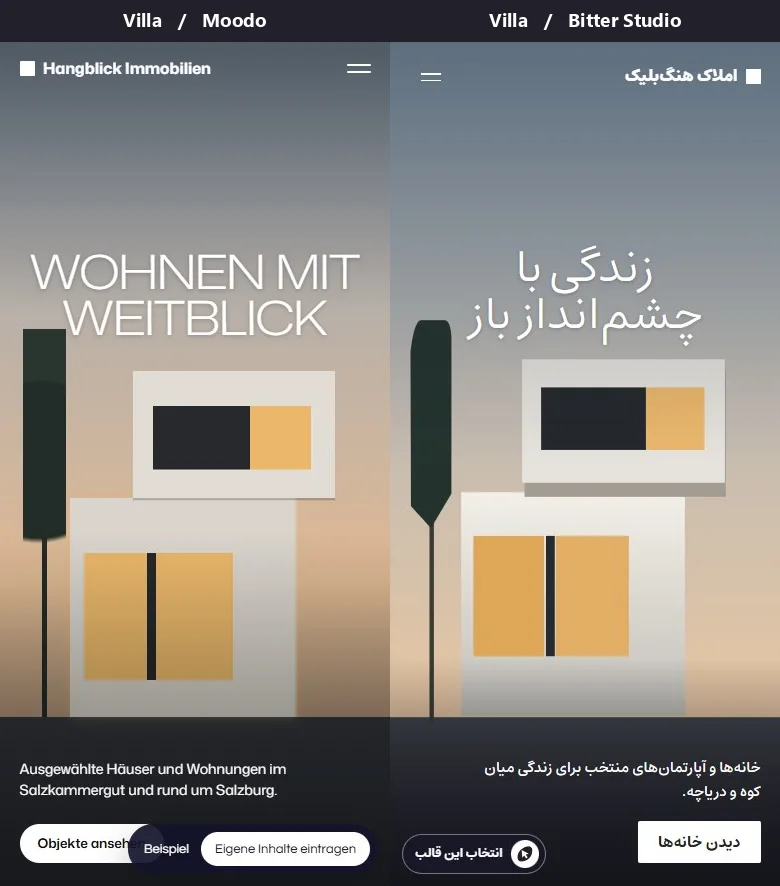 Villa / Moodo
Hangblick Immobilien
WOHNEN MIT
WEITBLICK
Ausgewählte Häuser und Wohnungen im
Salzkammergut und rund um Salzburg.
Objekte ansehen
Beispiel
Eigene Inhalte eintragen
Villa / Bitter Studio
املاک هنگ‌بلیک
زندگی با
چشم‌انداز باز
خانه‌ها و آپارتمان‌های منتخب برای زندگی میان
کوه و دریاچه.
دیدن خانه‌ها
انتخاب این قالب